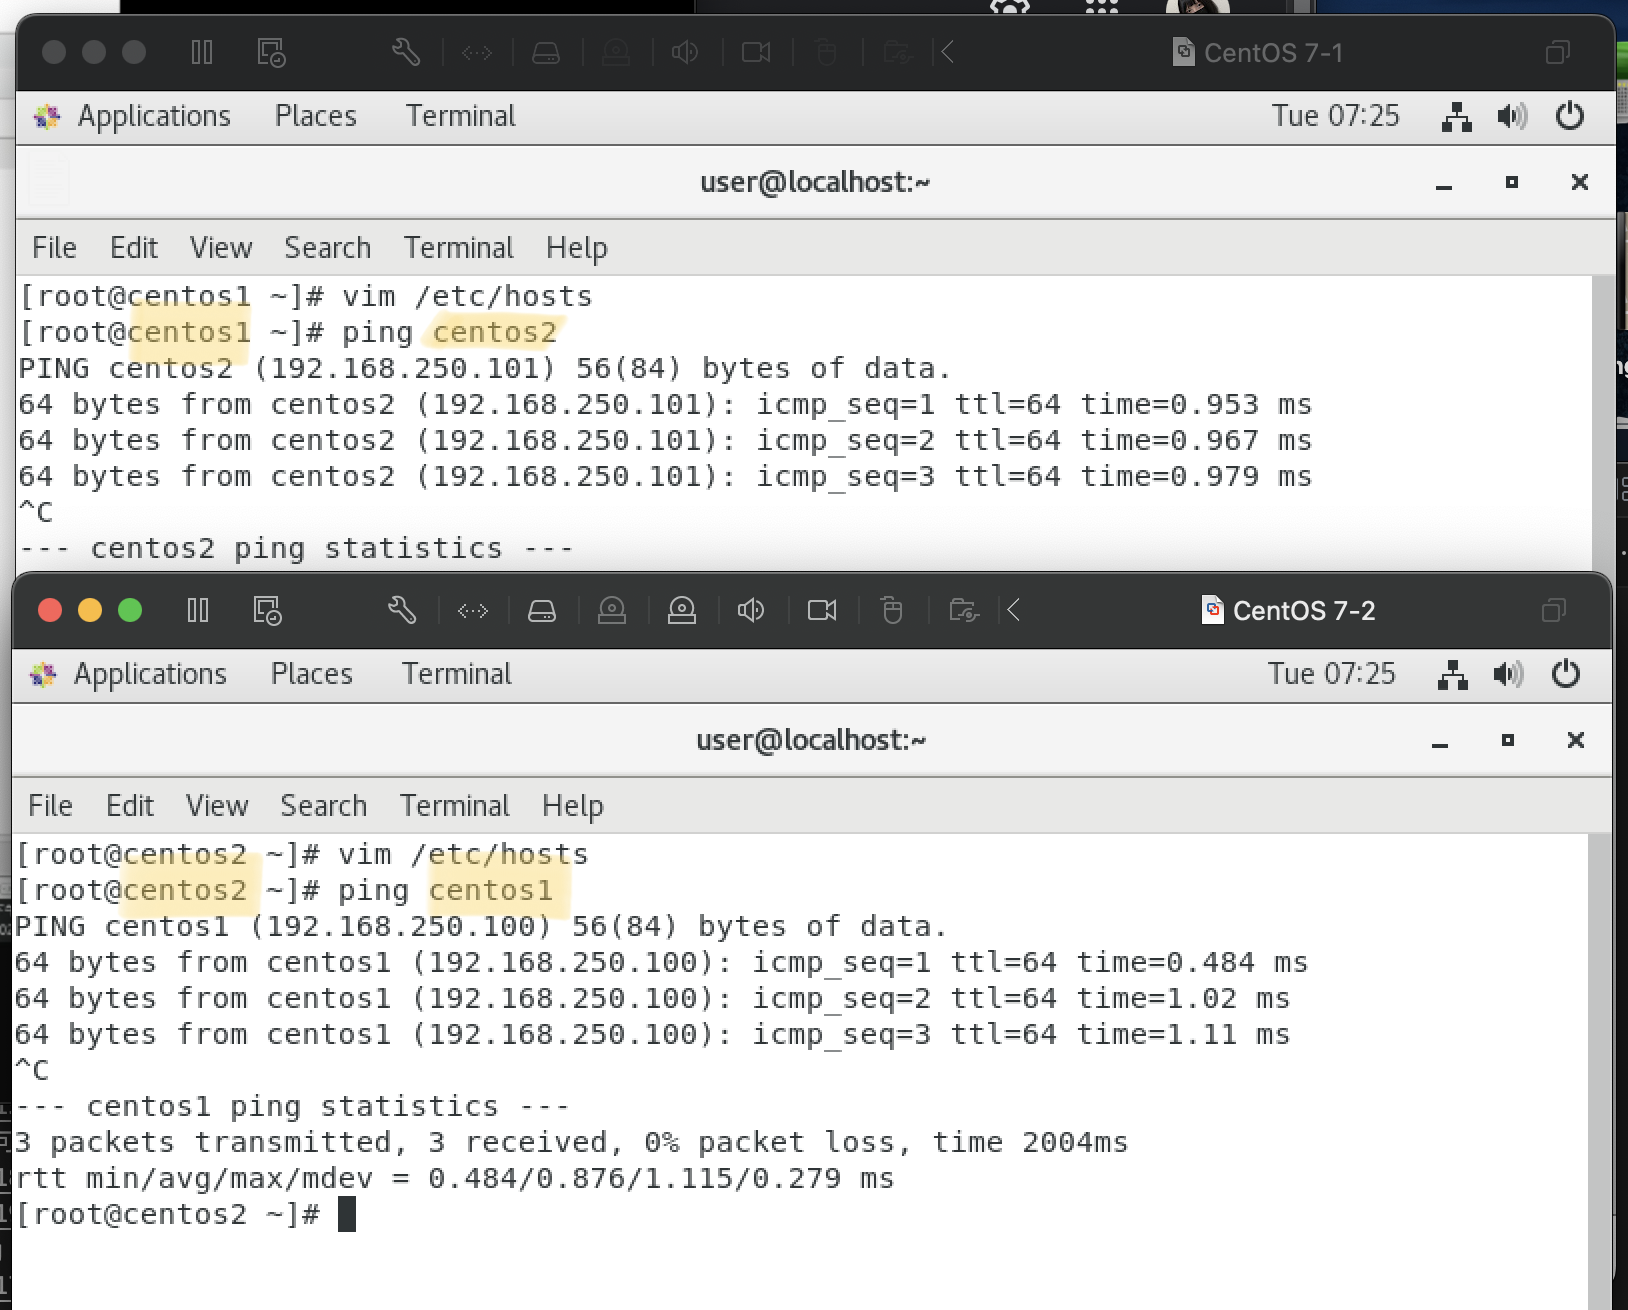 CentOS 7-1
Applications Places Terminal Tue 07:25
user@localhost:~
File Edit View Search Terminal Help
[root@centos1 ~]# vim /etc/hosts
[root@centos1 ~]# ping centos2
PING centos2 (192.168.250.101) 56(84) bytes of data.
64 bytes from centos2 (192.168.250.101): icmp_seq=1 ttl=64 time=0.953 ms
64 bytes from centos2 (192.168.250.101): icmp_seq=2 ttl=64 time=0.967 ms
64 bytes from centos2 (192.168.250.101): icmp_seq=3 ttl=64 time=0.979 ms
^C
--- centos2 ping statistics ---
CentOS 7-2
Applications Places Terminal Tue 07:25
user@localhost:~
File Edit View Search Terminal Help
[root@centos2 ~]# vim /etc/hosts
[root@centos2 ~]# ping centos1
PING centos1 (192.168.250.100) 56(84) bytes of data.
64 bytes from centos1 (192.168.250.100): icmp_seq=1 ttl=64 time=0.484 ms
64 bytes from centos1 (192.168.250.100): icmp_seq=2 ttl=64 time=1.02 ms
64 bytes from centos1 (192.168.250.100): icmp_seq=3 ttl=64 time=1.11 ms
^C
--- centos1 ping statistics ---
3 packets transmitted, 3 received, 0% packet loss, time 2004ms
rtt min/avg/max/mdev = 0.484/0.876/1.115/0.279 ms
[root@centos2 ~]#